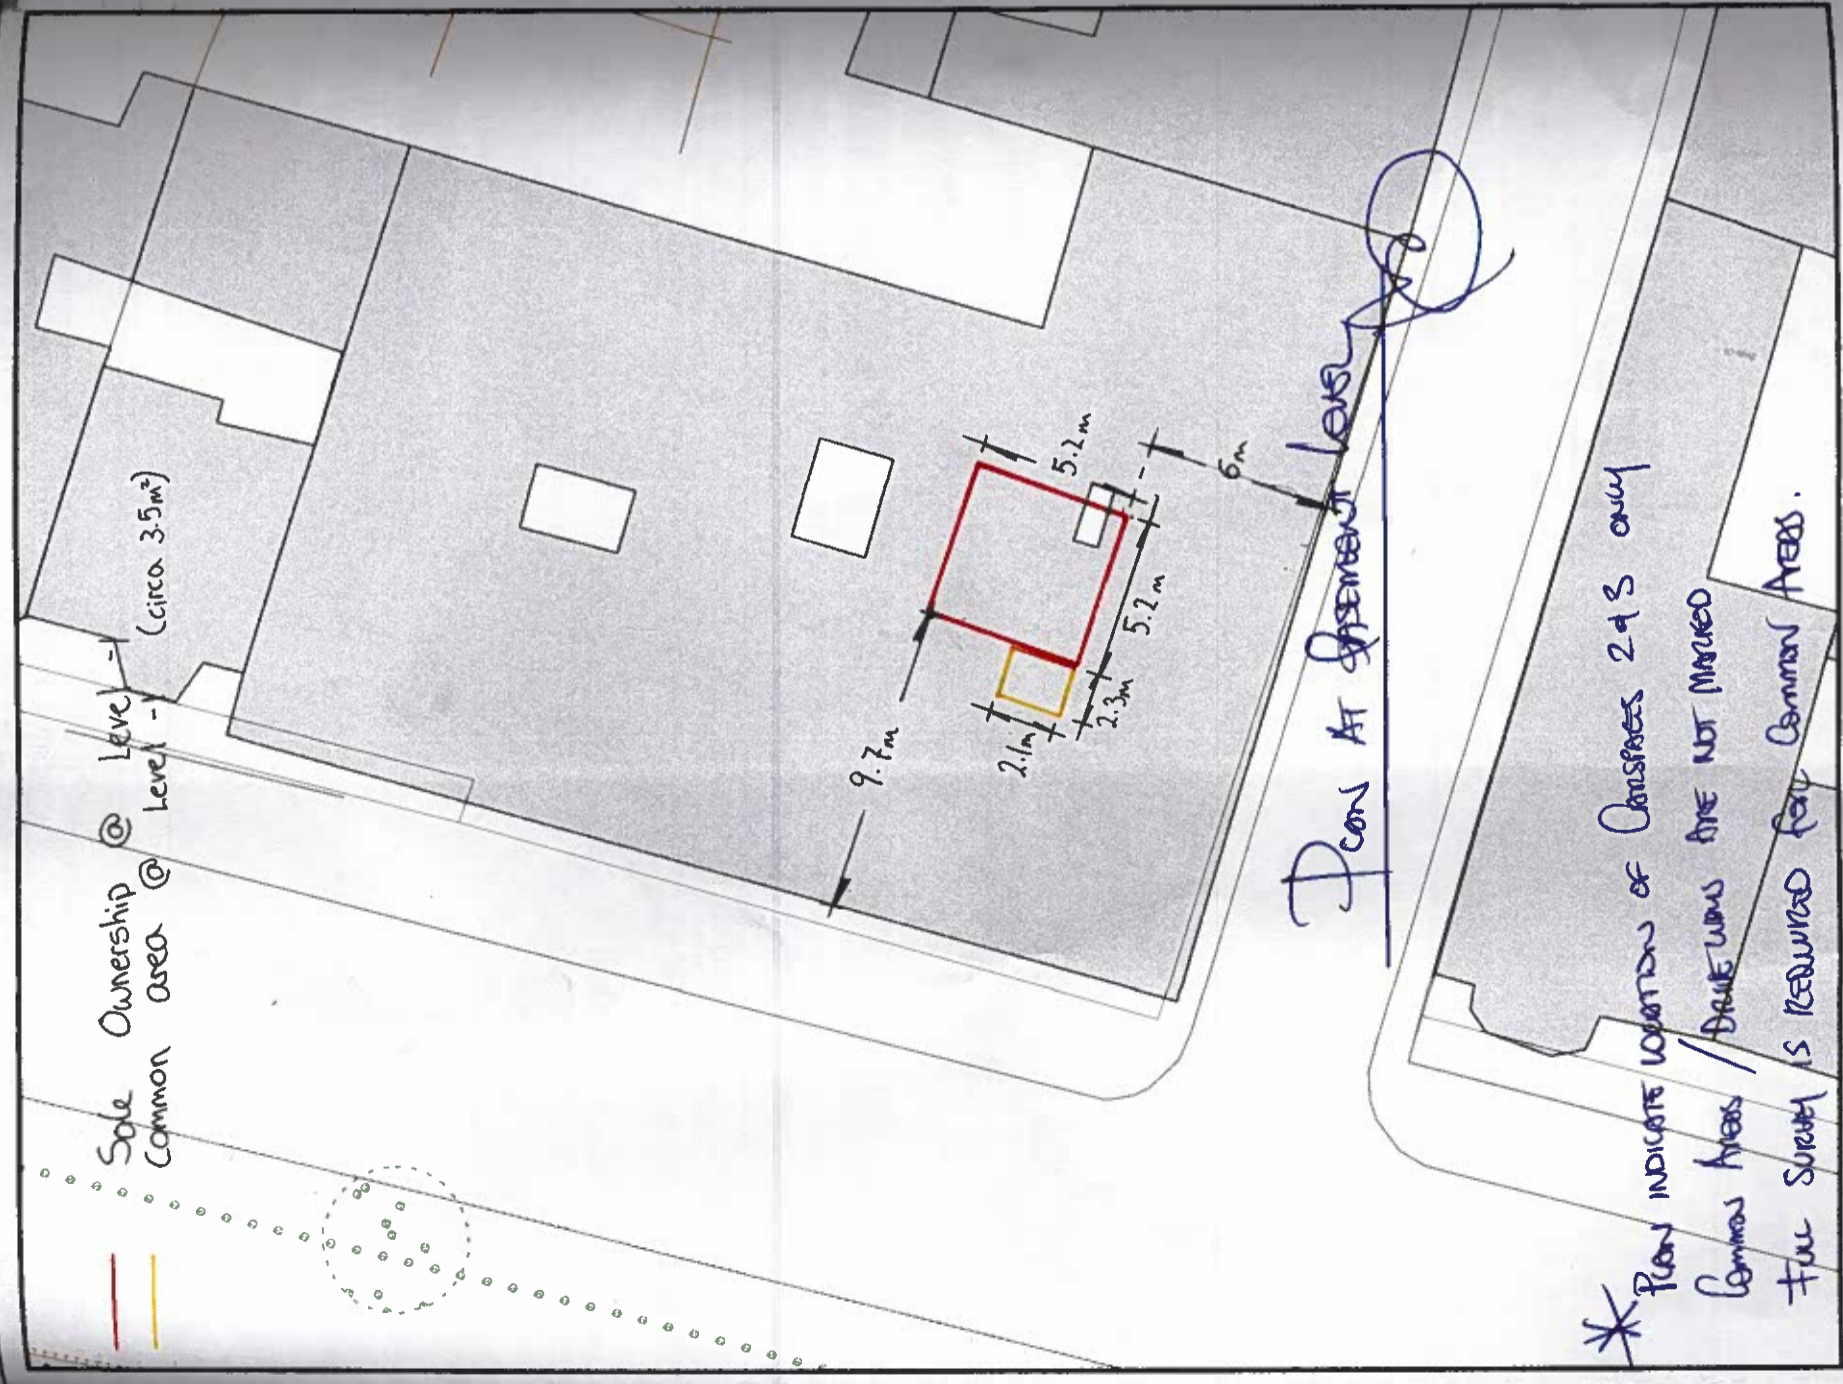 Sole Ownership @ Level -1
Common area @ Level -1 (circa 3.5m²)
9.7m
2.1m
2.3m
5.2m
5.2m
6m
PLAN AT BASEMENT LEVEL
* PLAN INDICATE LOCATION OF CARSPACES 2 & 3 ONLY
COMMON AREAS / DRIVEWAYS ARE NOT MARKED
FULL SURVEY IS REQUIRED FOR COMMON AREAS.